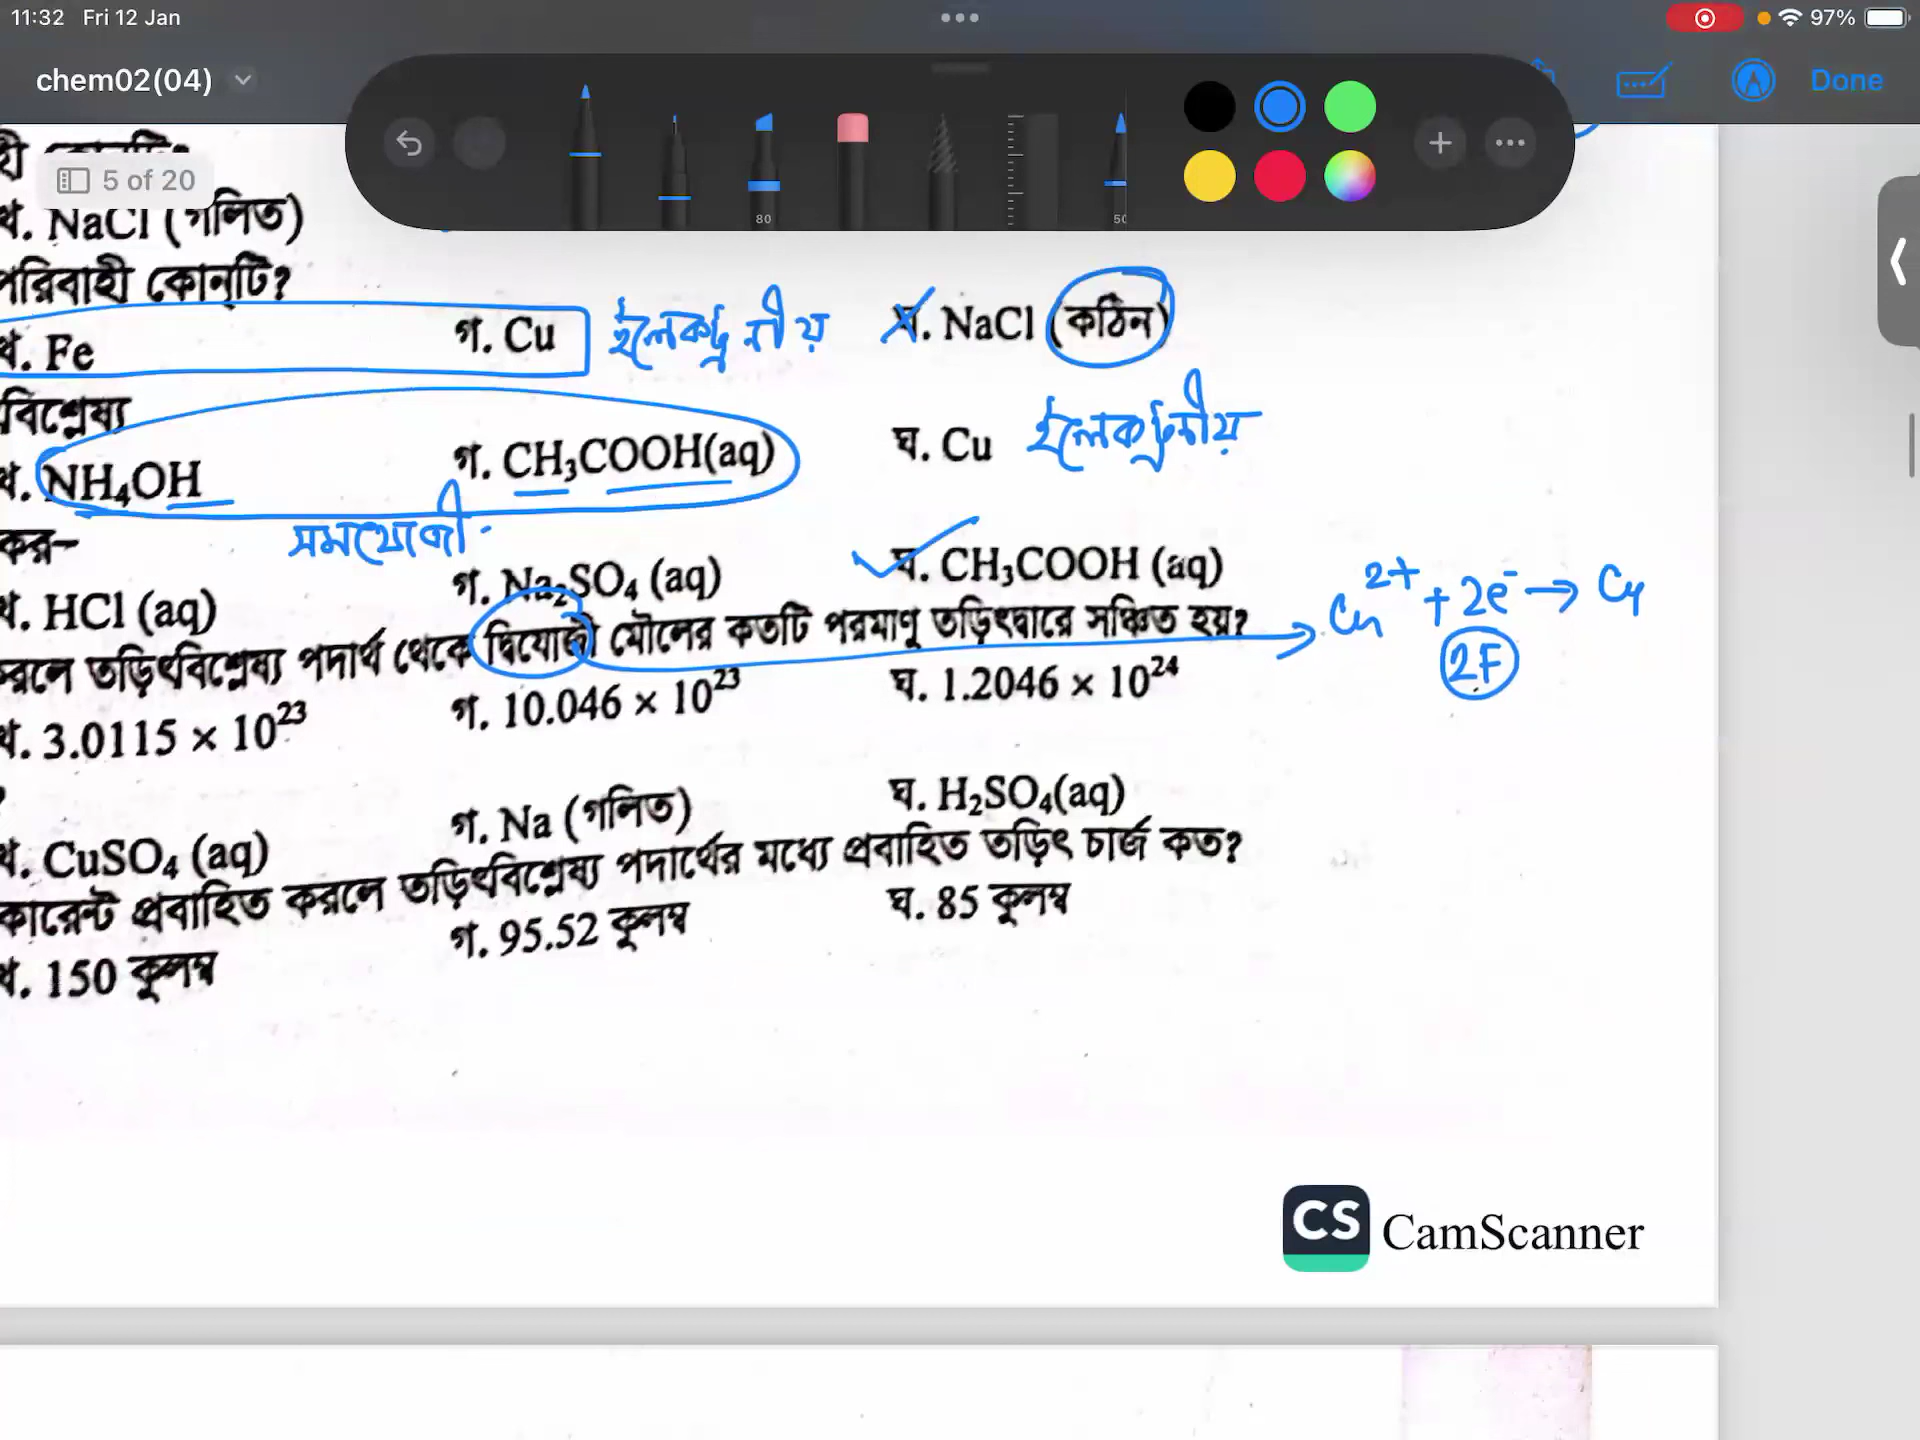 11:32 Fri 12 Jan 97%
chem02(04) Done
5 of 20
80 50
খ. NaCl (গলিত)
পরিবাহী কোন্‌টি?
খ. Fe গ. Cu ইলেকট্রনীয় ঘ. NaCl (কঠিন)
বিশ্লেষ্য
খ. NH₄OH গ. CH₃COOH(aq) ঘ. Cu ইলেকট্রনীয়
সমযোজী
কর–
খ. HCl (aq) গ. Na₂SO₄ (aq) ঘ. CH₃COOH (aq)
Cu²⁺ + 2e⁻ → Cu
2F
করলে তড়িৎবিশ্লেষ্য পদার্থ থেকে দ্বিযোজী মৌলের কতটি পরমাণু তড়িৎদ্বারে সঞ্চিত হয়?
খ. 3.0115 × 10²³ গ. 10.046 × 10²³ ঘ. 1.2046 × 10²⁴
?
খ. CuSO₄ (aq) গ. Na (গলিত) ঘ. H₂SO₄(aq)
কারেন্ট প্রবাহিত করলে তড়িৎবিশ্লেষ্য পদার্থের মধ্যে প্রবাহিত তড়িৎ চার্জ কত?
খ. 150 কুলম্ব গ. 95.52 কুলম্ব ঘ. 85 কুলম্ব
CS CamScanner